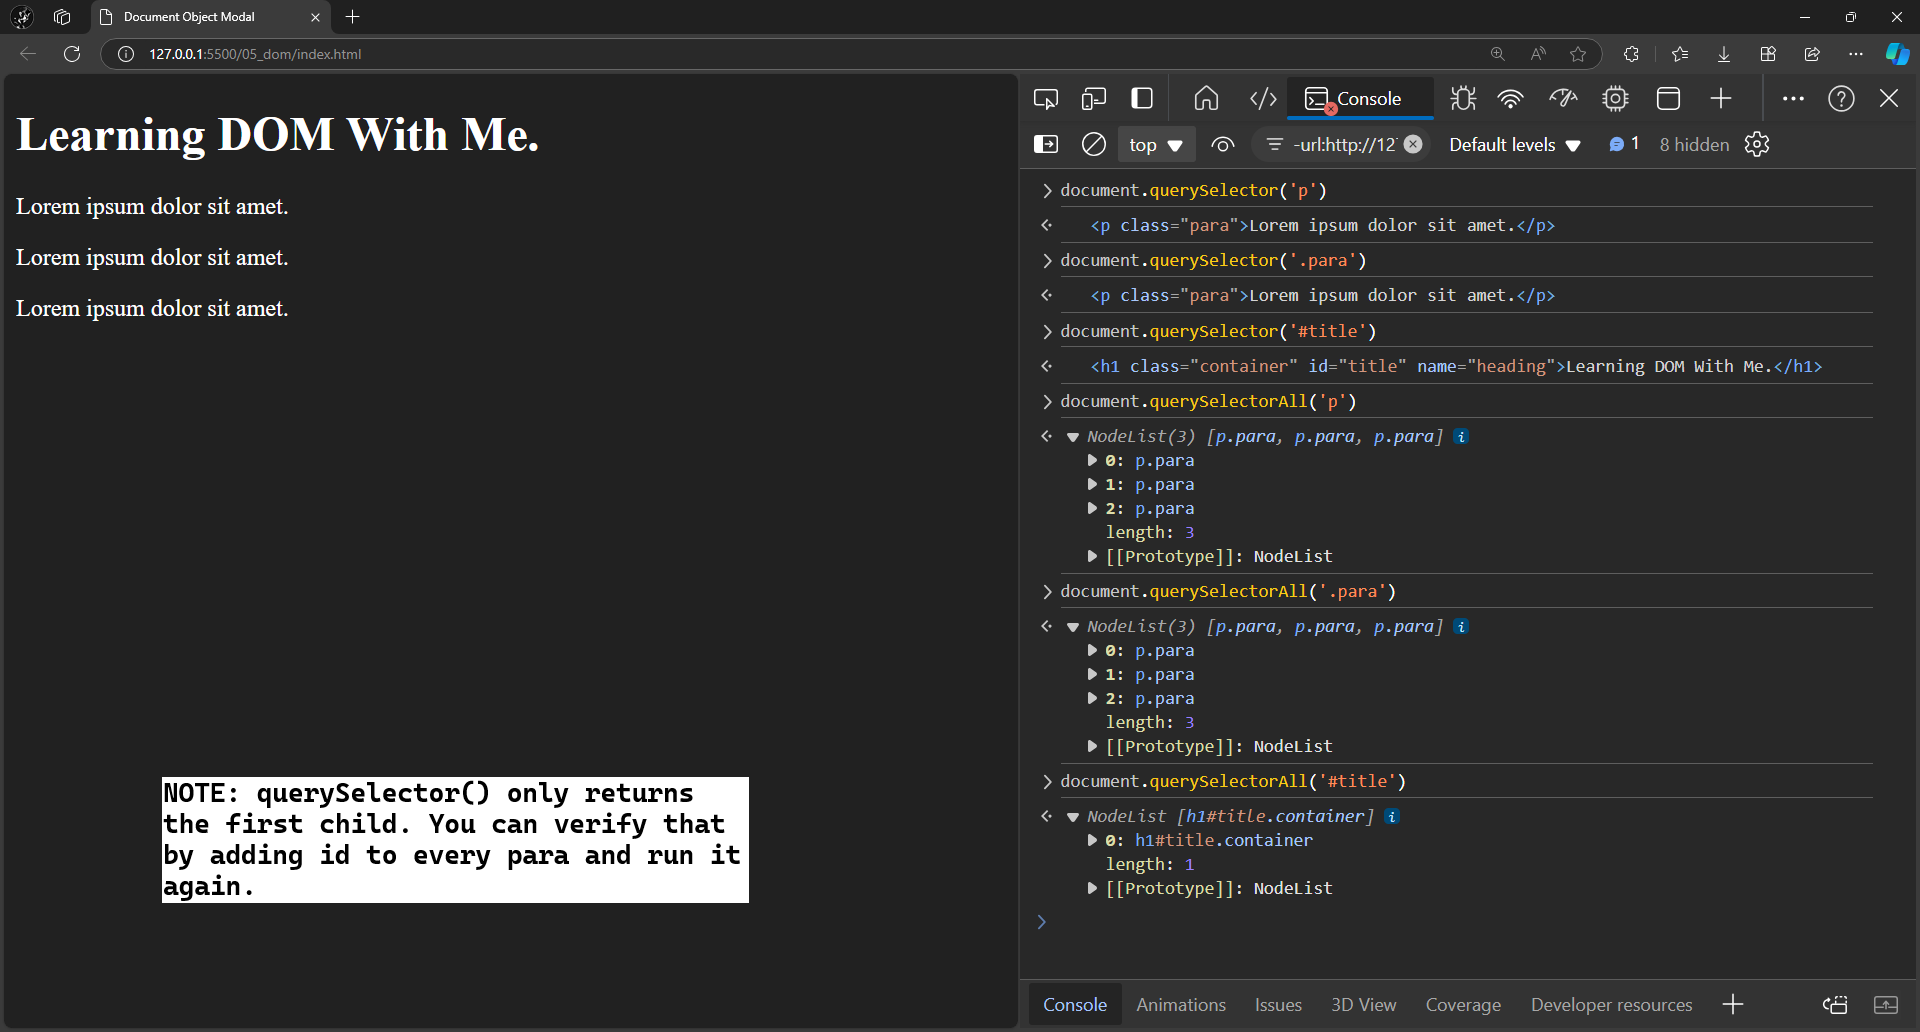 Document Object Modal
127.0.0.1:5500/05_dom/index.html
Learning DOM With Me.
Lorem ipsum dolor sit amet.
Lorem ipsum dolor sit amet.
Lorem ipsum dolor sit amet.
NOTE: querySelector() only returns
the first child. You can verify that
by adding id to every para and run it
again.
Console
top
-url:http://12
Default levels
1
8 hidden
document.querySelector('p')
<p class="para">Lorem ipsum dolor sit amet.</p>
document.querySelector('.para')
<p class="para">Lorem ipsum dolor sit amet.</p>
document.querySelector('#title')
<h1 class="container" id="title" name="heading">Learning DOM With Me.</h1>
document.querySelectorAll('p')
NodeList(3) [p.para, p.para, p.para]
0: p.para
1: p.para
2: p.para
length: 3
[[Prototype]]: NodeList
document.querySelectorAll('.para')
NodeList(3) [p.para, p.para, p.para]
0: p.para
1: p.para
2: p.para
length: 3
[[Prototype]]: NodeList
document.querySelectorAll('#title')
NodeList [h1#title.container]
0: h1#title.container
length: 1
[[Prototype]]: NodeList
Console Animations Issues 3D View Coverage Developer resources